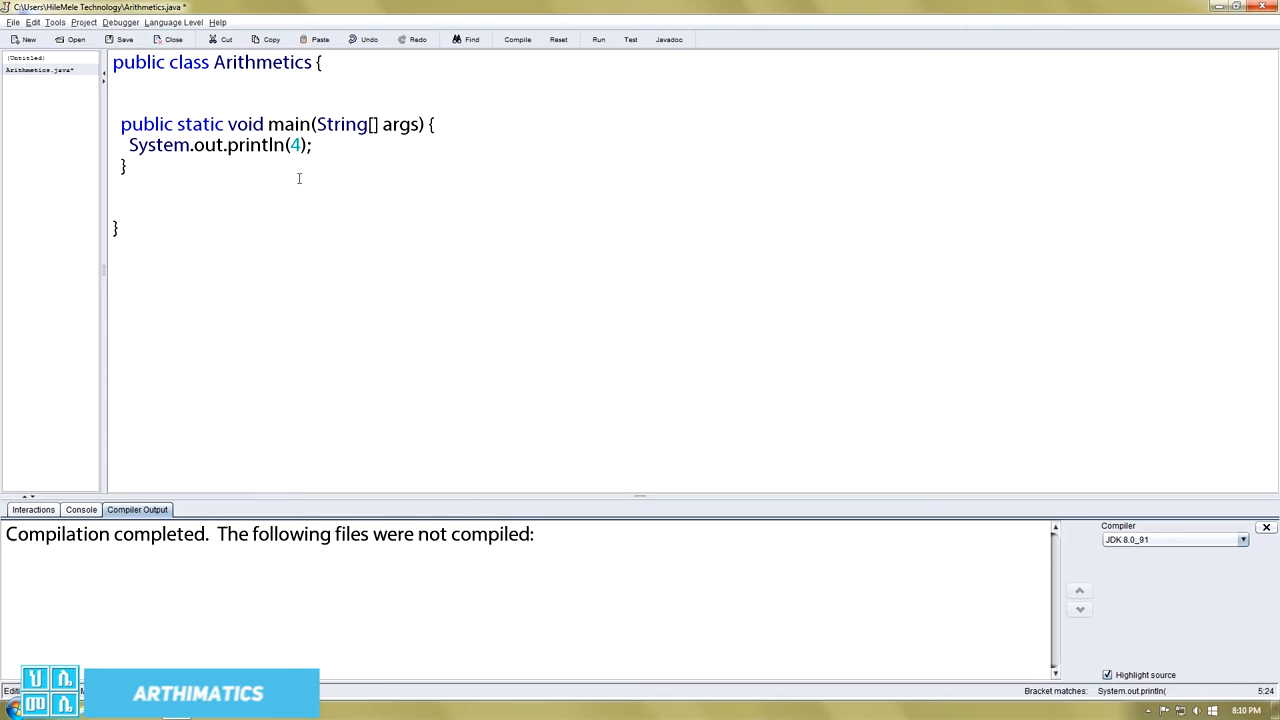 C:\Users\HileMele Technology\Arithmetics.java *
File Edit Tools Project Debugger Language Level Help
New Open Save Close Cut Copy Paste Undo Redo Find Compile Reset Run Test Javadoc
(Untitled)
Arithmetics.java*
public class Arithmetics {
public static void main(String[] args) {
System.out.println(4);
}
}
Interactions Console Compiler Output
Compilation completed. The following files were not compiled:
Compiler
JDK 8.0_91
Highlight source
ህ ሴ
መ ሴ
ARTHIMATICS
Editi
Bracket matches: System.out.println(
5:24
8:10 PM